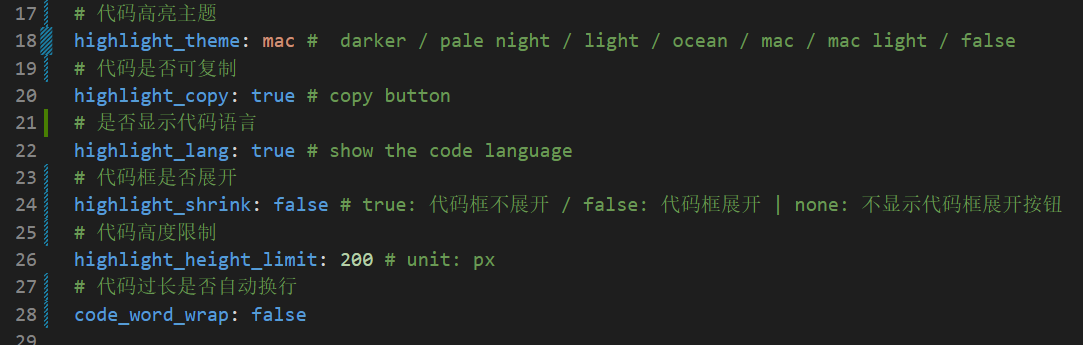 17 # 代码高亮主题
18 highlight_theme: mac #  darker / pale night / light / ocean / mac / mac light / false
19 # 代码是否可复制
20 highlight_copy: true # copy button
21 # 是否显示代码语言
22 highlight_lang: true # show the code language
23 # 代码框是否展开
24 highlight_shrink: false # true: 代码框不展开 / false: 代码框展开 | none: 不显示代码框展开按钮
25 # 代码高度限制
26 highlight_height_limit: 200 # unit: px
27 # 代码过长是否自动换行
28 code_word_wrap: false
29